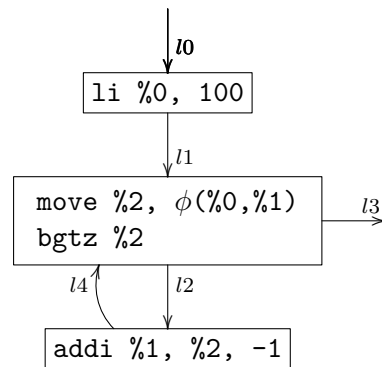 l0
li %0, 100
l1
move %2, ϕ(%0,%1)
l3
bgtz %2
l4
l2
addi %1, %2, -1